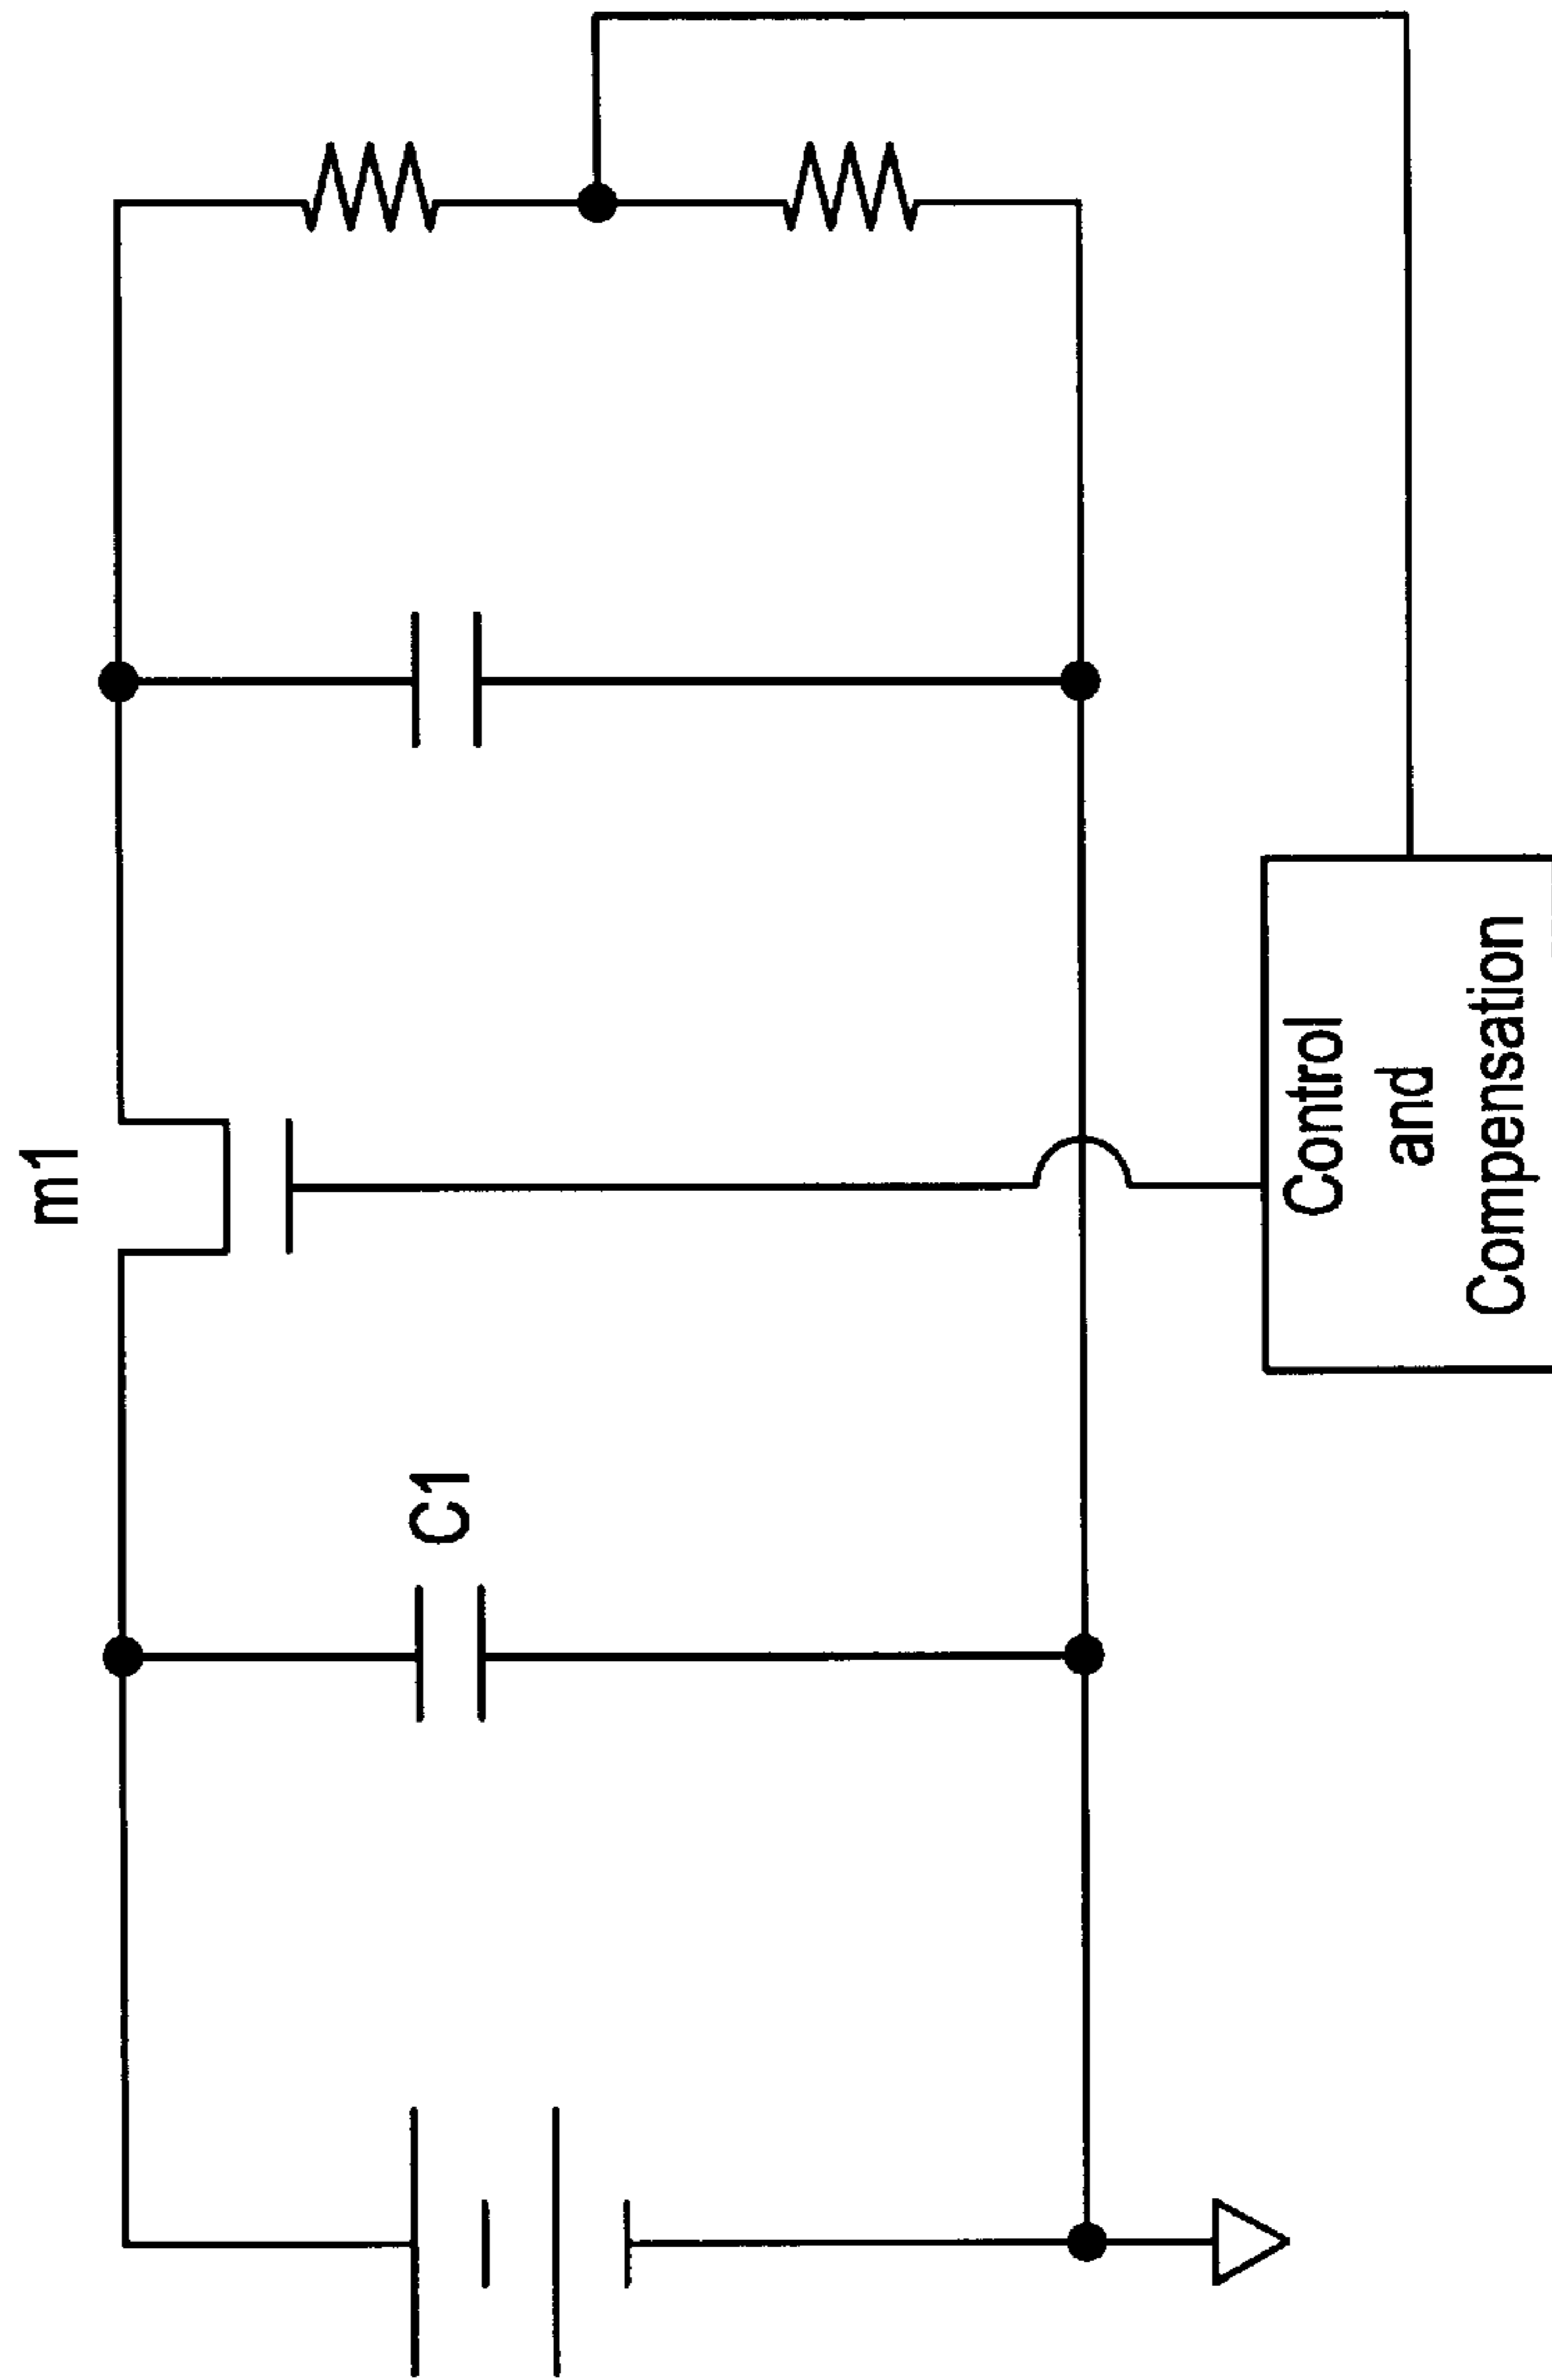 m1
C1
Control
and
Compensation